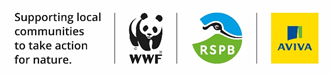 Supporting local
communities
to take action
for nature.
WWF
RSPB
AVIVA